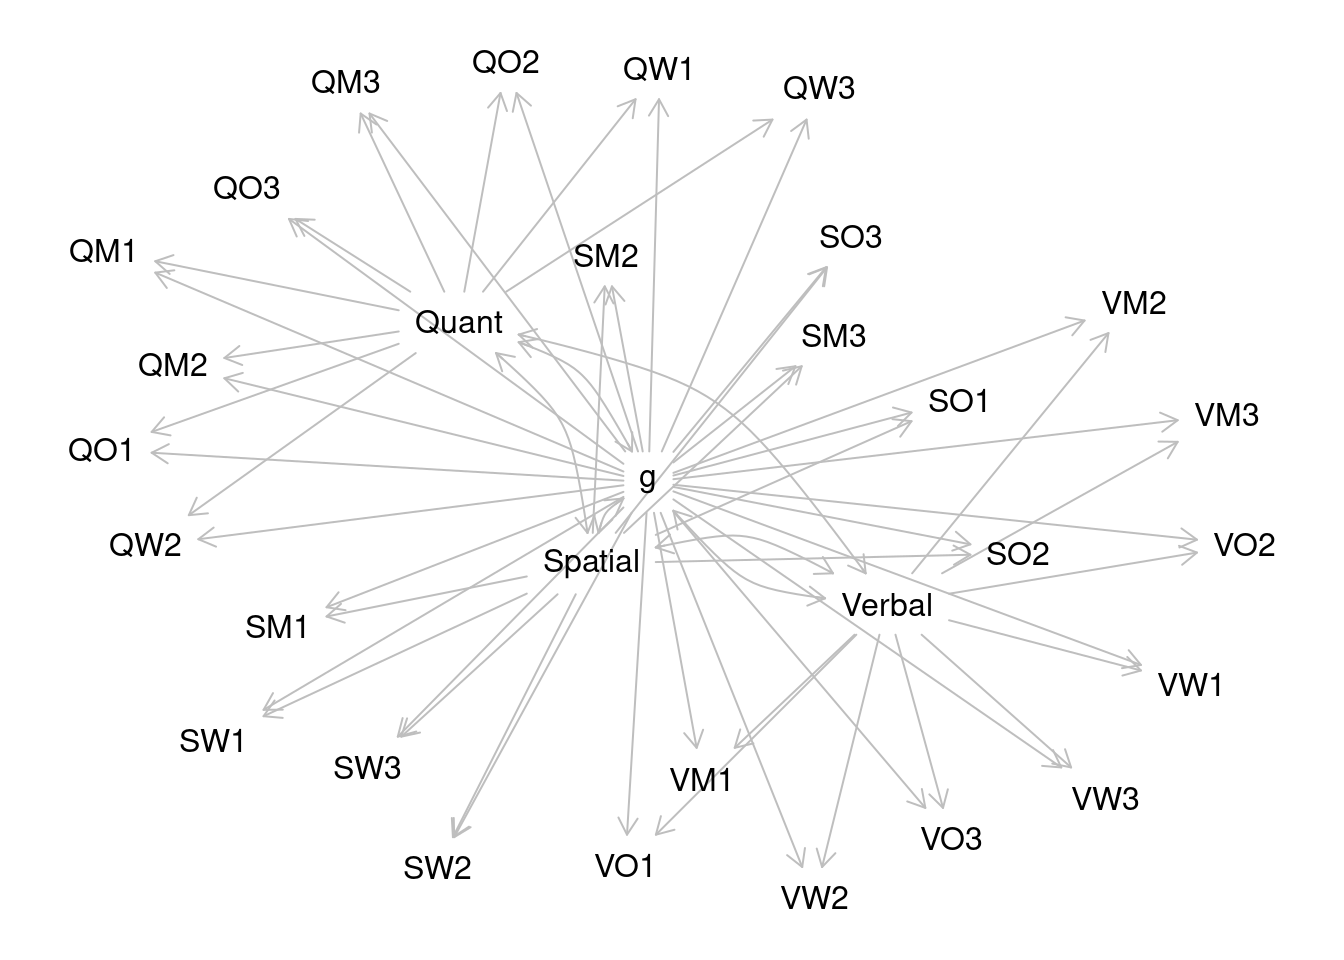 QO2
QW1
QM3
QW3
QO3
SO3
QM1
SM2
VM2
Quant
SM3
QM2
SO1
VM3
QO1
g
QW2
VO2
SO2
Spatial
Verbal
SM1
VW1
SW1
SW3
VM1
VW3
VO3
SW2
VO1
VW2